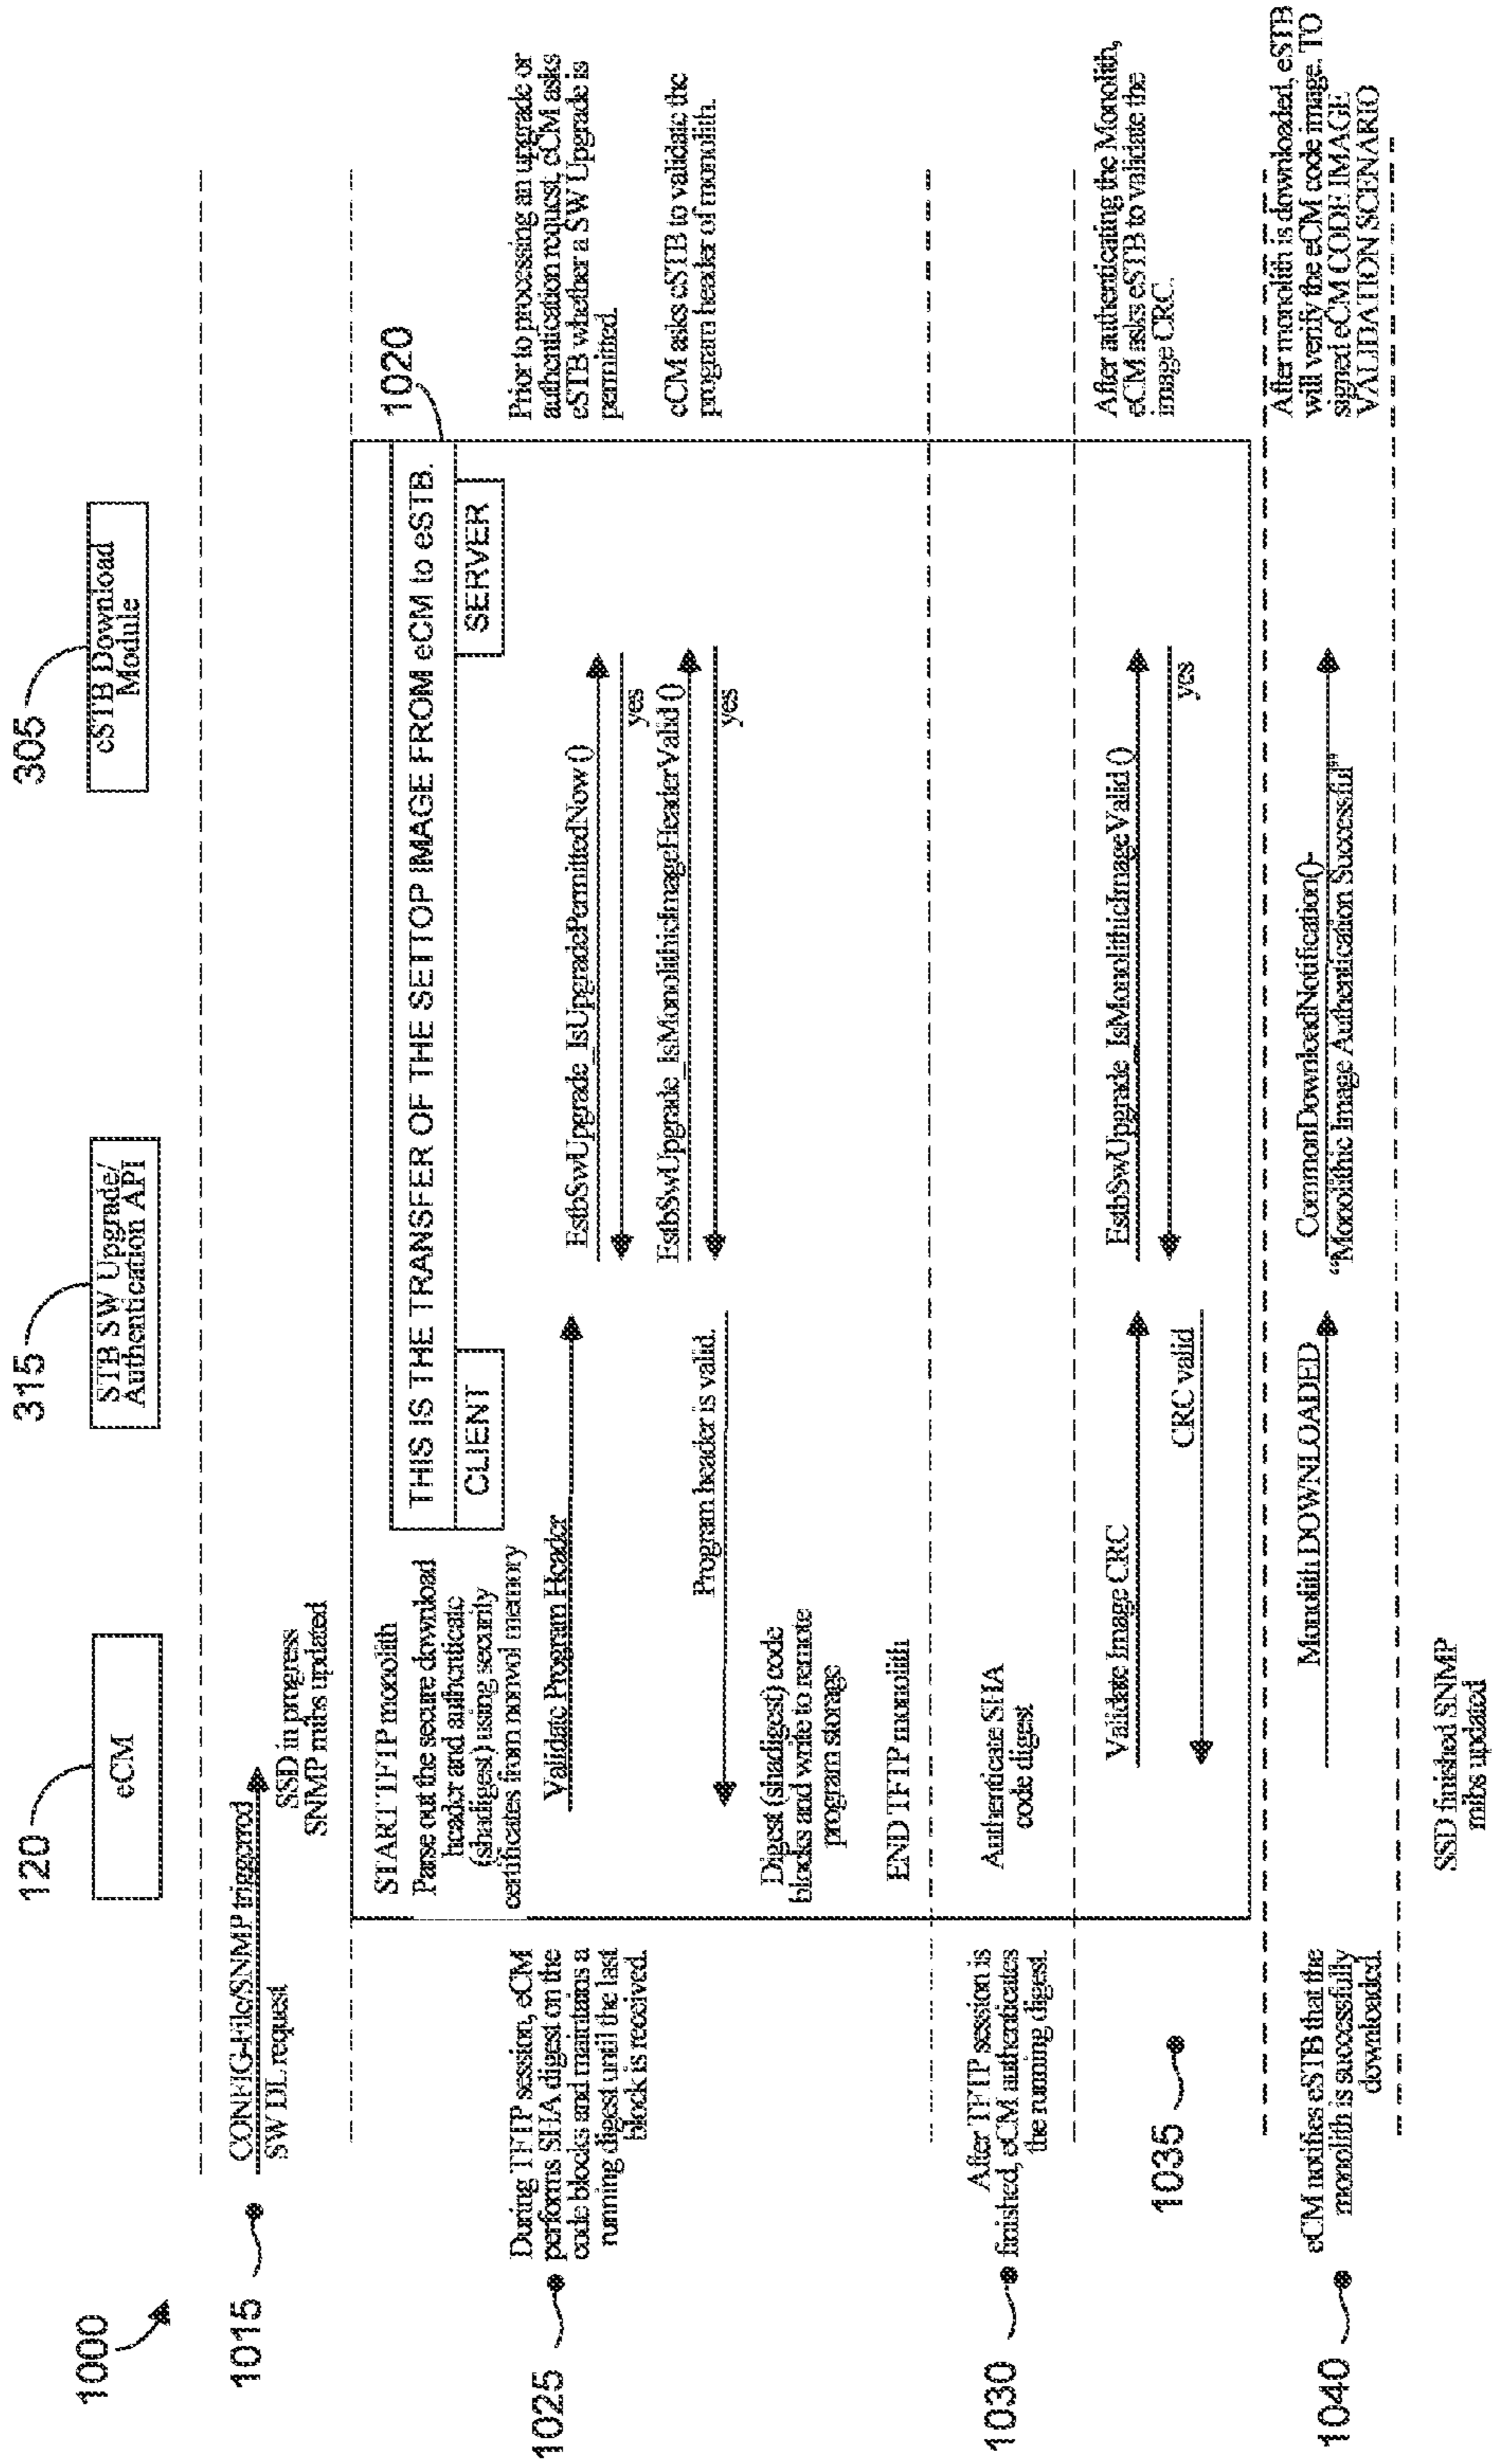 1000
120
eCM
315
STB SW Upgrade/
Authentication API
305
eSTB Download
Module
1015
CONFIG-File/SNMP triggered
SW DL request
SSD in progress
SNMP mibs updated
1020
THIS IS THE TRANSFER OF THE SETTOP IMAGE FROM eCM to eSTB.
CLIENT
SERVER
START TFTP monolith
Parse out the secure download
header and authenticate
(shadigest) using security
certificates from nonvol memory
1025
During TFTP session, eCM
performs SHA digest on the
code blocks and maintains a
running digest until the last
block is received.
Validate Program Header
EstbSwUpgrade_IsUpgradePermittedNow ()
yes
EstbSwUpgrade_IsMonolithicImageHeaderValid ()
yes
Program header is valid.
Prior to processing an upgrade or
authentication request, eCM asks
eSTB whether a SW Upgrade is
permitted.
eCM asks eSTB to validate the
program header of monolith.
Digest (shadigest) code
blocks and write to remote
program storage
END TFTP monolith
1030
After TFTP session is
finished, eCM authenticates
the running digest.
Authenticate SHA
code digest
1035
Validate Image CRC
EstbSwUpgrade_IsMonolithicImageValid ()
yes
CRC valid
After authenticating the Monolith,
eCM asks eSTB to validate the
image CRC.
1040
eCM notifies eSTB that the
monolith is successfully
downloaded.
Monolith DOWNLOADED
CommonDownloadNotification()-
"Monolithic Image Authentication Successful"
After monolith is downloaded, eSTB
will verify the eCM code image. TO
signed eCM CODE IMAGE
VALIDATION SCENARIO
SSD finished SNMP
mibs updated